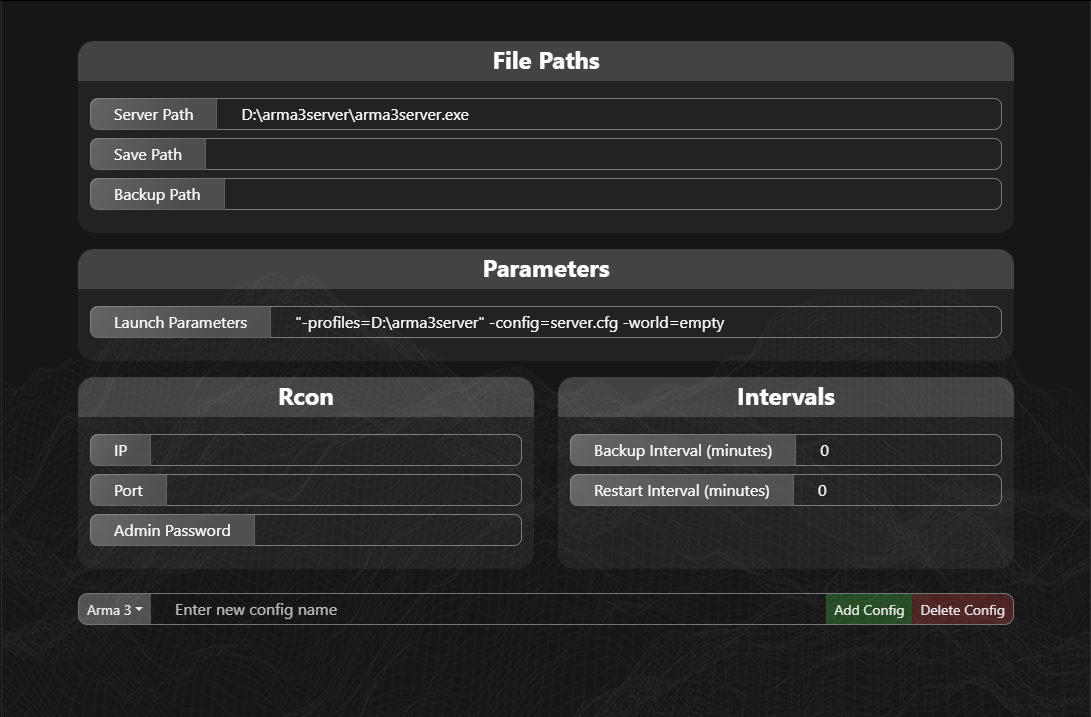 File Paths
Server Path D:\arma3server\arma3server.exe
Save Path
Backup Path
Parameters
Launch Parameters "-profiles=D:\arma3server" -config=server.cfg -world=empty
Rcon
IP
Port
Admin Password
Intervals
Backup Interval (minutes) 0
Restart Interval (minutes) 0
Arma 3 Enter new config name Add Config Delete Config